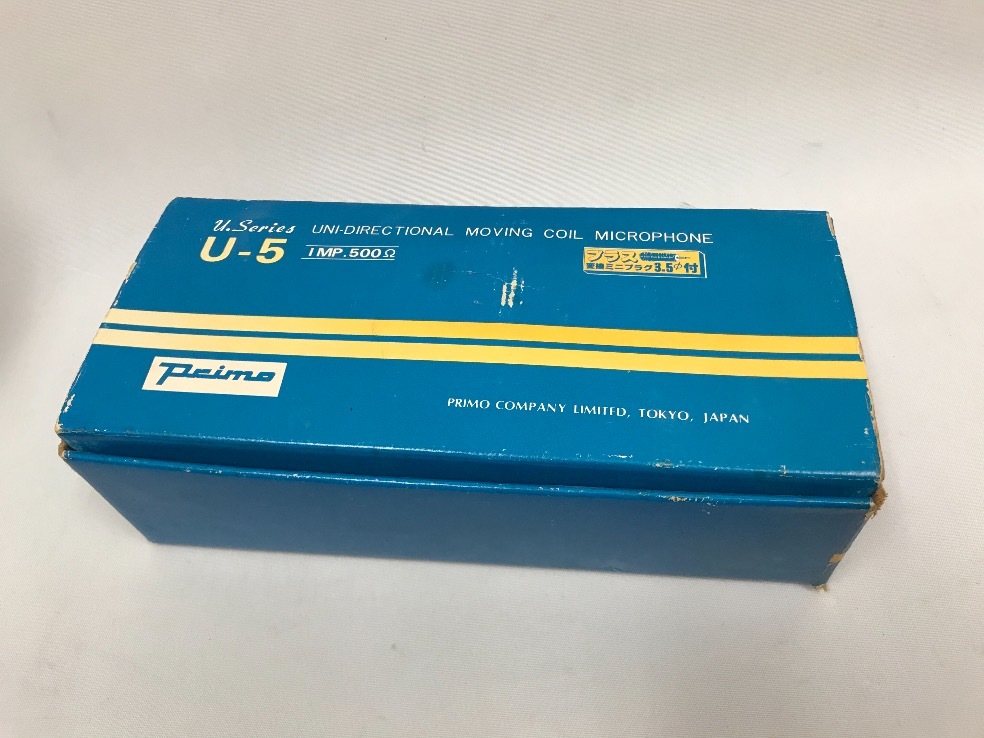 U.Series UNI-DIRECTIONAL MOVING COIL MICROPHONE
U-5 IMP.500Ω
プラス
変換ミニプラグ3.5φ付
Primo
PRIMO COMPANY LIMITED, TOKYO, JAPAN